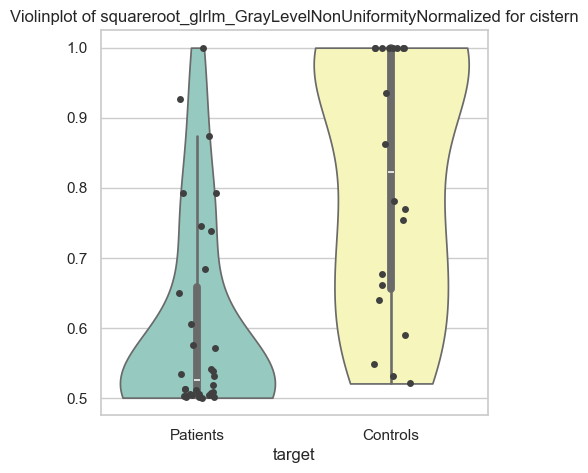 Violinplot of squareroot_glrlm_GrayLevelNonUniformityNormalized for cistern
1.0
0.9
0.8
0.7
0.6
0.5
Patients Controls
target